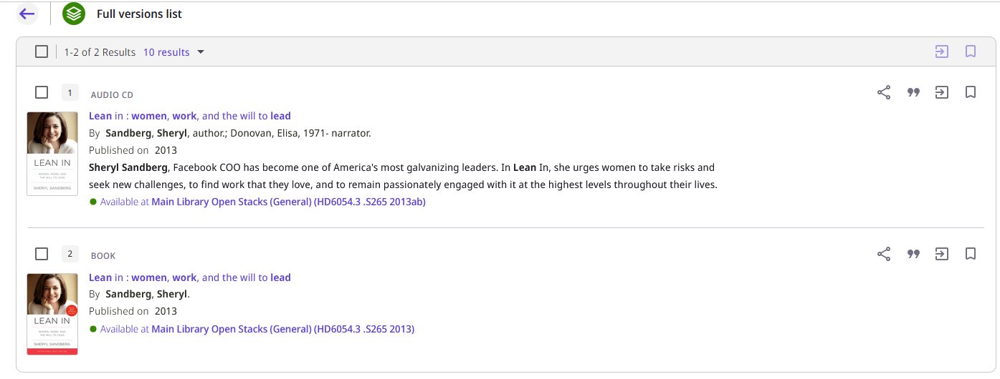 Full versions list
1-2 of 2 Results 10 results
1 AUDIO CD
Lean in : women, work, and the will to lead
By Sandberg, Sheryl, author.; Donovan, Elisa, 1971- narrator.
Published on 2013
Sheryl Sandberg, Facebook COO has become one of America's most galvanizing leaders. In Lean In, she urges women to take risks and
seek new challenges, to find work that they love, and to remain passionately engaged with it at the highest levels throughout their lives.
Available at Main Library Open Stacks (General) (HD6054.3 .S265 2013ab)
LEAN IN
WOMEN, WORK, AND
THE WILL TO LEAD
SHERYL SANDBERG
2 BOOK
Lean in : women, work, and the will to lead
By Sandberg, Sheryl.
Published on 2013
Available at Main Library Open Stacks (General) (HD6054.3 .S265 2013)
LEAN IN
WOMEN, WORK, AND
THE WILL TO LEAD
SHERYL SANDBERG